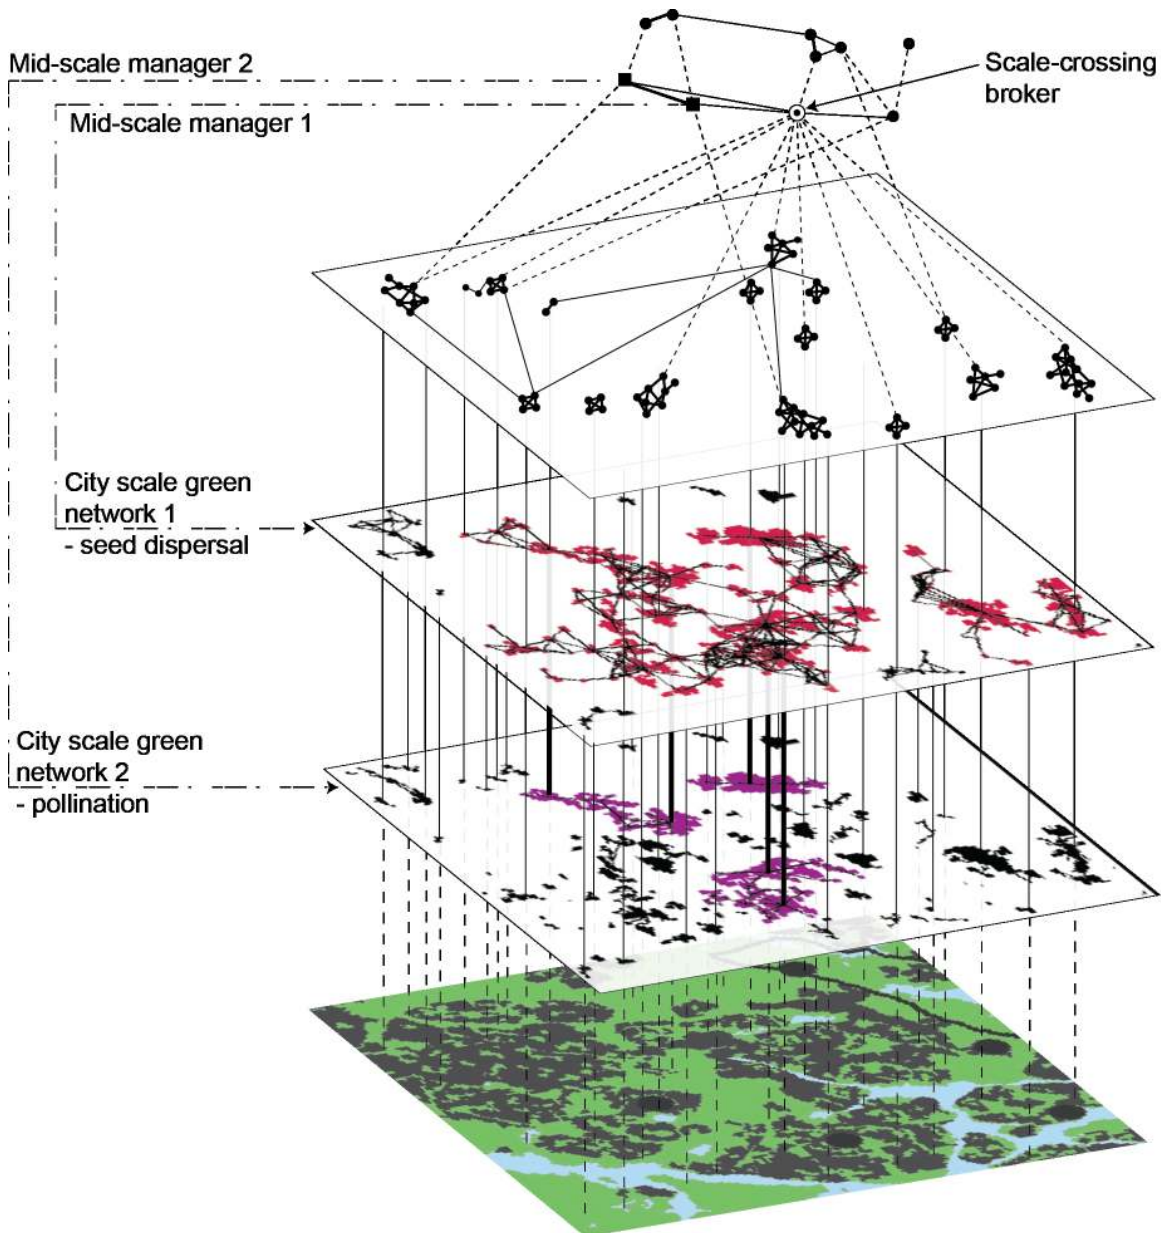 Mid-scale manager 2
Scale-crossing
broker
Mid-scale manager 1
City scale green
network 1
- seed dispersal
City scale green
network 2
- pollination